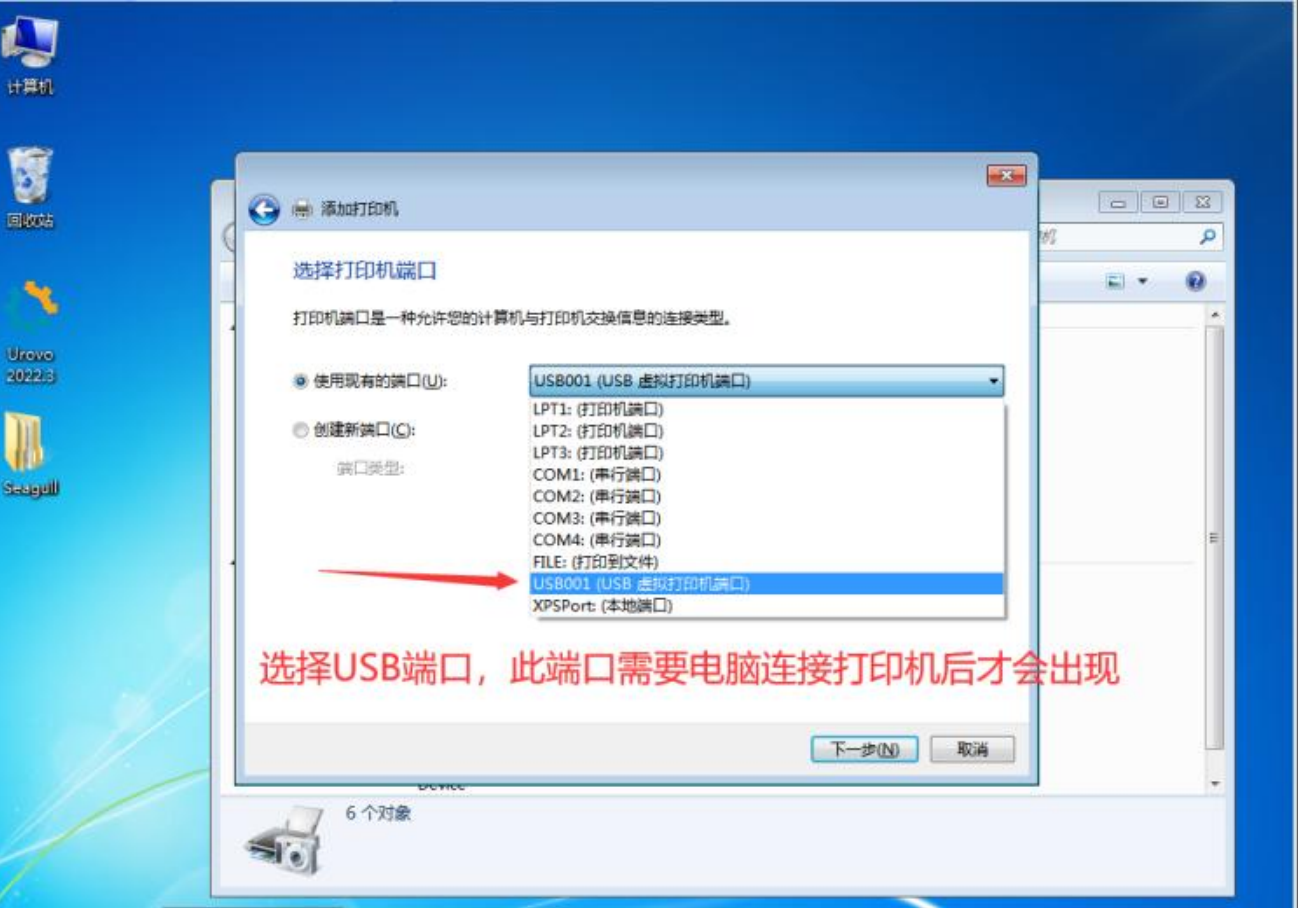 计算机
回收站
Urovo
2022.3
Seagull
添加打印机
选择打印机端口
打印机端口是一种允许您的计算机与打印机交换信息的连接类型。
使用现有的端口(U):
USB001 (USB 虚拟打印机端口)
LPT1: (打印机端口)
LPT2: (打印机端口)
LPT3: (打印机端口)
COM1: (串行端口)
COM2: (串行端口)
COM3: (串行端口)
COM4: (串行端口)
FILE: (打印到文件)
USB001 (USB 虚拟打印机端口)
XPSPort: (本地端口)
创建新端口(C):
端口类型:
选择USB端口，此端口需要电脑连接打印机后才会出现
下一步(N)
取消
Device
6 个对象